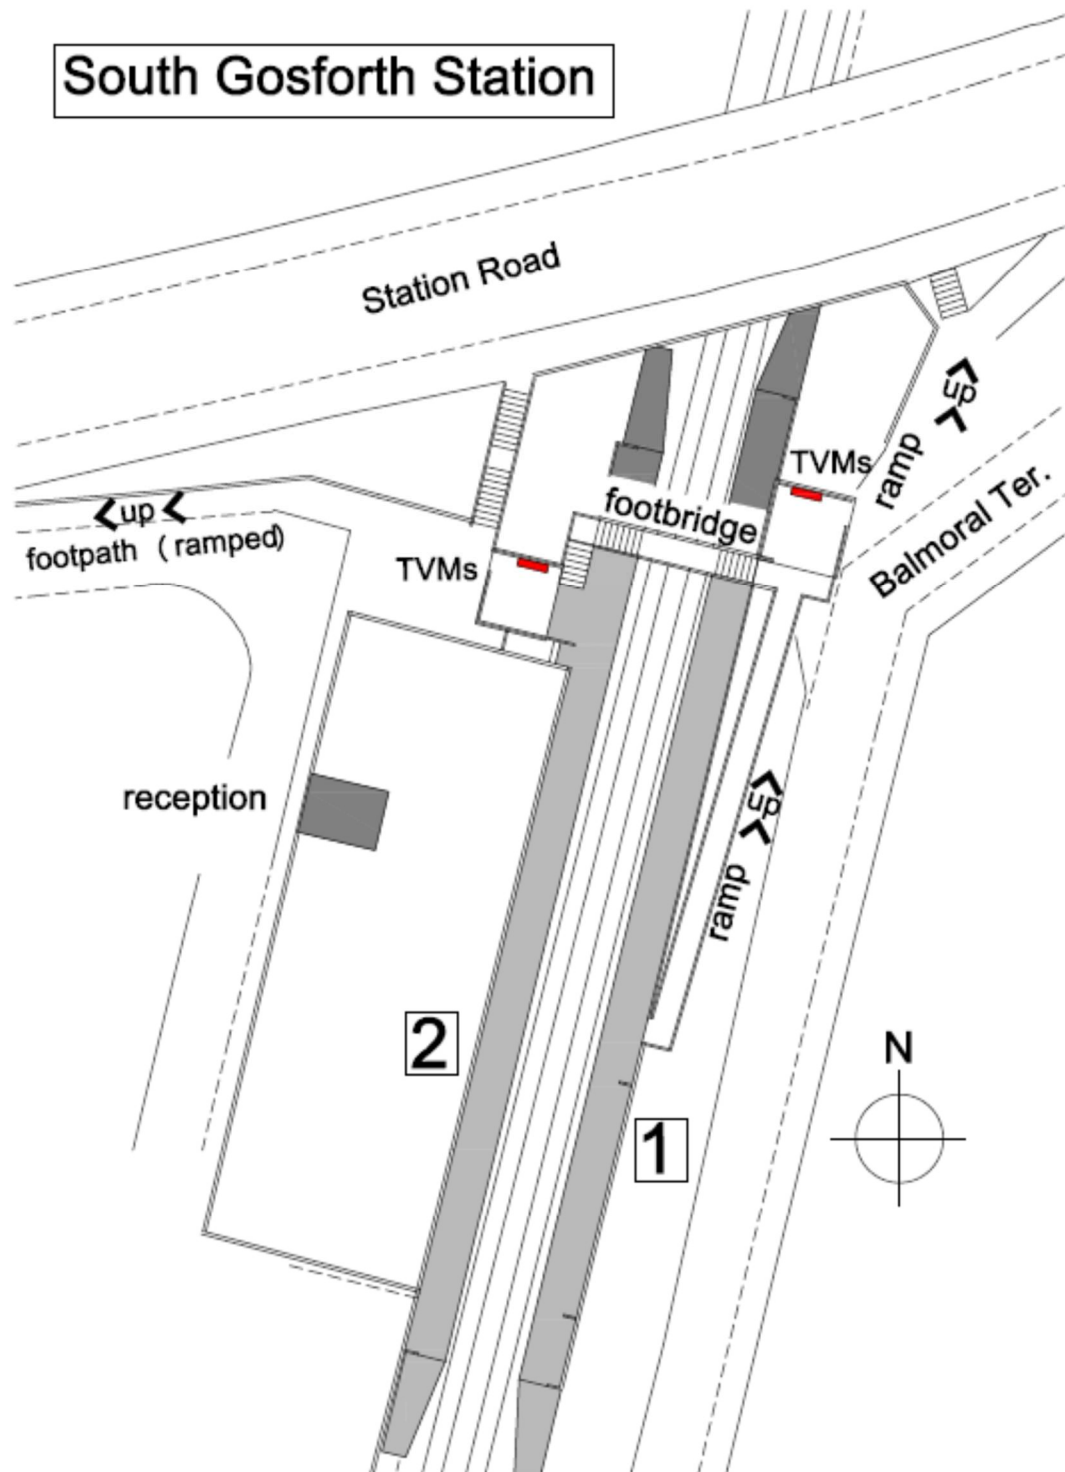 South Gosforth Station
Station Road
up
ramp
TVMs
Balmoral Ter.
footbridge
up
footpath (ramped)
TVMs
reception
up
ramp
2
1
N